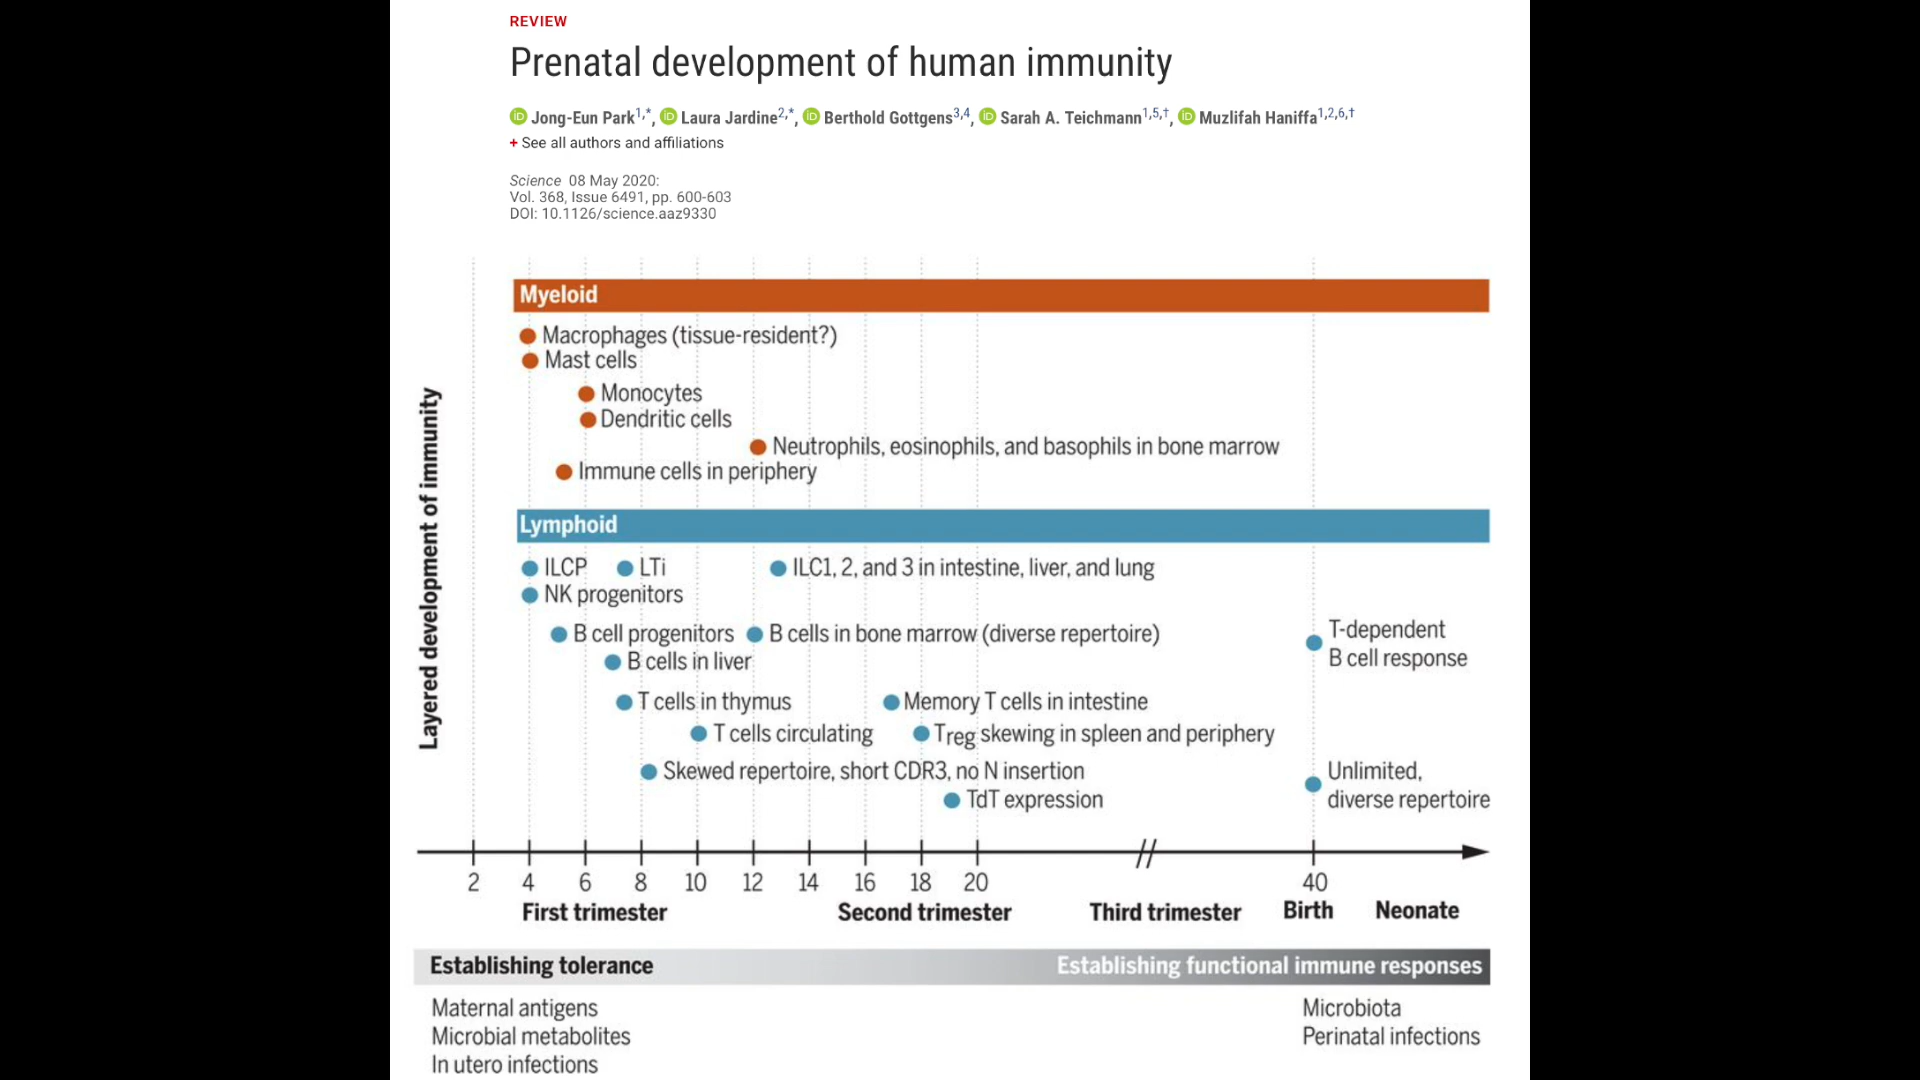 REVIEW
Prenatal development of human immunity
Jong-Eun Park1,*, Laura Jardine2,*, Berthold Gottgens3,4, Sarah A. Teichmann1,5,†, Muzlifah Haniffa1,2,6,†
+ See all authors and affiliations
Science 08 May 2020:
Vol. 368, Issue 6491, pp. 600-603
DOI: 10.1126/science.aaz9330
Layered development of immunity
Myeloid
Macrophages (tissue-resident?)
Mast cells
Monocytes
Dendritic cells
Neutrophils, eosinophils, and basophils in bone marrow
Immune cells in periphery
Lymphoid
ILCP LTi ILC1, 2, and 3 in intestine, liver, and lung
NK progenitors
B cell progenitors B cells in bone marrow (diverse repertoire)
T-dependent
B cell response
B cells in liver
T cells in thymus Memory T cells in intestine
T cells circulating Treg skewing in spleen and periphery
Skewed repertoire, short CDR3, no N insertion
Unlimited,
diverse repertoire
TdT expression
2 4 6 8 10 12 14 16 18 20 40
First trimester Second trimester Third trimester Birth Neonate
Establishing tolerance Establishing functional immune responses
Maternal antigens
Microbial metabolites
In utero infections
Microbiota
Perinatal infections